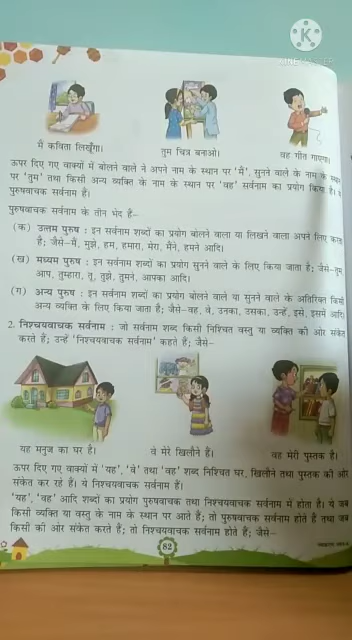 मैं कविता लिखूँगा।
तुम चित्र बनाओ।
वह गीत गाएगा।
ऊपर दिए गए वाक्यों में बोलने वाले ने अपने नाम के स्थान पर 'मैं', सुनने वाले के नाम के स्थान
पर 'तुम' तथा किसी अन्य व्यक्ति के नाम के स्थान पर 'वह' सर्वनाम का प्रयोग किया है।
पुरुषवाचक सर्वनाम हैं।
पुरुषवाचक सर्वनाम के तीन भेद हैं–
(क) उत्तम पुरुष : इन सर्वनाम शब्दों का प्रयोग बोलने वाला या लिखने वाला अपने लिए करता
है; जैसे–मैं, मुझे, हम, हमारा, मेरा, मैंने, हमने आदि।
(ख) मध्यम पुरुष : इन सर्वनाम शब्दों का प्रयोग सुनने वाले के लिए किया जाता है; जैसे–तुम,
आप, तुम्हारा, तू, तुझे, तुमने, आपका आदि।
(ग) अन्य पुरुष : इन सर्वनाम शब्दों का प्रयोग बोलने वाले या सुनने वाले के अतिरिक्त किसी
अन्य व्यक्ति के लिए किया जाता है; जैसे–वह, वे, उनका, उसका, उन्हें, इसे, इसमें आदि।
2. निश्चयवाचक सर्वनाम : जो सर्वनाम शब्द किसी निश्चित वस्तु या व्यक्ति की ओर संकेत
करते हैं; उन्हें 'निश्चयवाचक सर्वनाम' कहते हैं; जैसे–
यह मनुज का घर है।
वे मेरे खिलौने हैं।
वह मेरी पुस्तक है।
ऊपर दिए गए वाक्यों में 'यह', 'वे' तथा 'वह' शब्द निश्चित घर, खिलौने तथा पुस्तक की ओर
संकेत कर रहे हैं। ये निश्चयवाचक सर्वनाम हैं।
'यह', 'वह' आदि शब्दों का प्रयोग पुरुषवाचक तथा निश्चयवाचक सर्वनाम में होता है। ये जब
किसी व्यक्ति या वस्तु के नाम के स्थान पर आते हैं; तो पुरुषवाचक सर्वनाम होते हैं तथा जब
किसी की ओर संकेत करते हैं; तो निश्चयवाचक सर्वनाम होते हैं; जैसे–
82